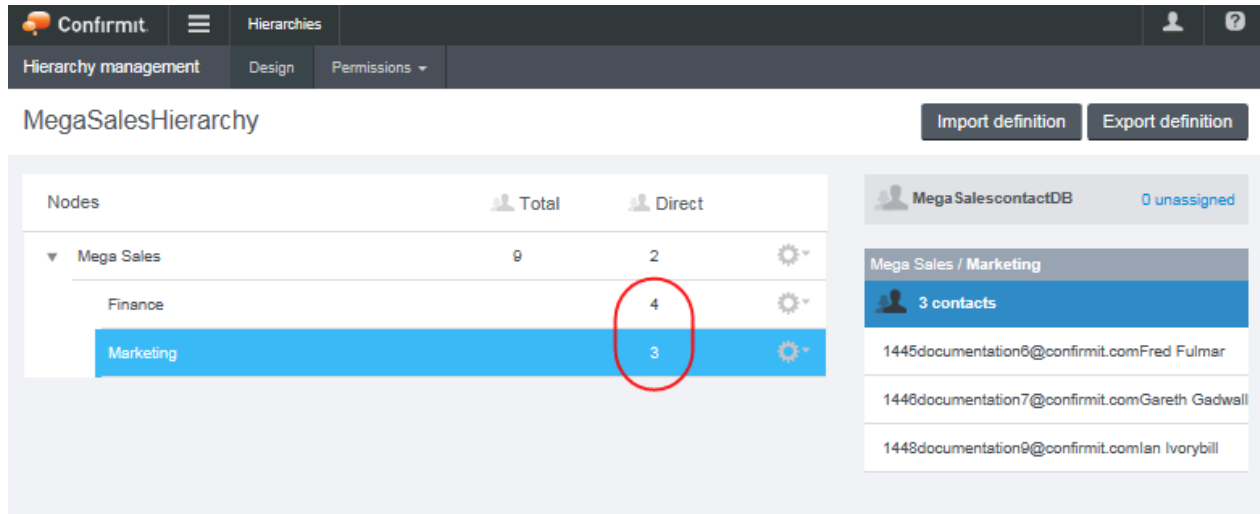 Confirmit Hierarchies ?
Hierarchy management Design Permissions
MegaSalesHierarchy Import definition Export definition
Nodes Total Direct
MegaSalescontactDB 0 unassigned
Mega Sales 9 2
Mega Sales / Marketing
Finance 4
3 contacts
Marketing 3
1445documentation6@confirmit.comFred Fulmar
1446documentation7@confirmit.comGareth Gadwall
1448documentation9@confirmit.comIan Ivorybill